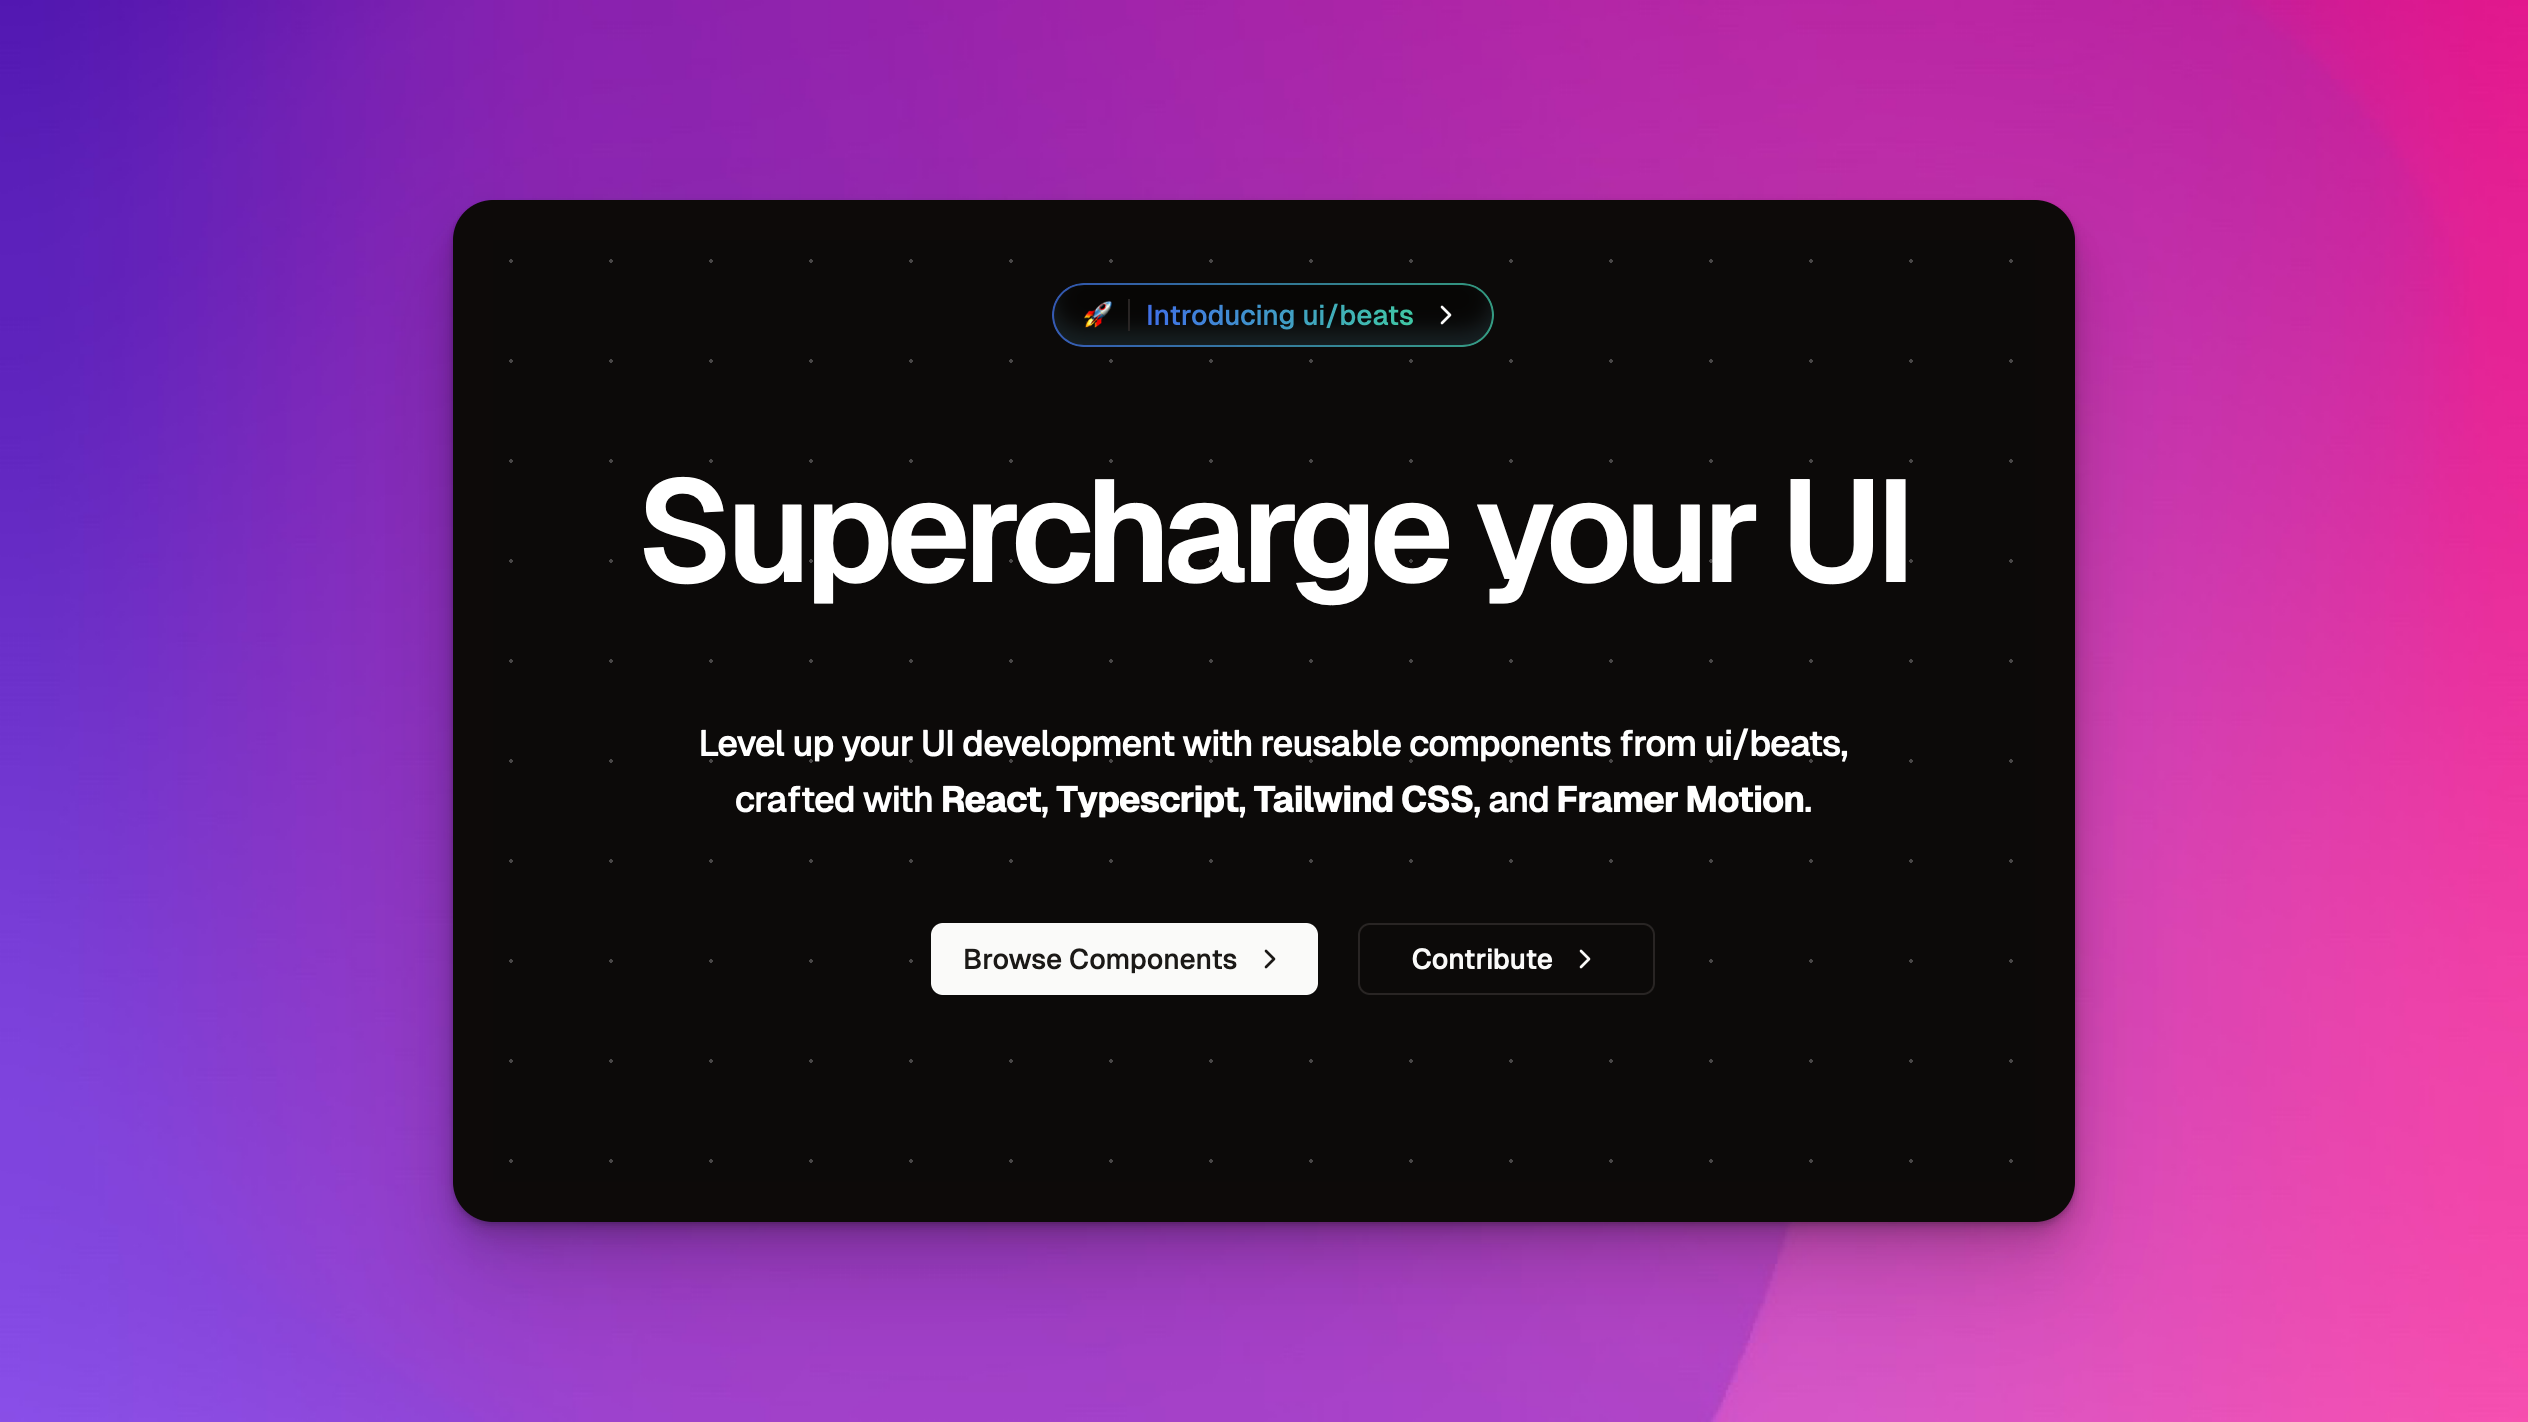 🚀 Introducing ui/beats
Supercharge your UI
Level up your UI development with reusable components from ui/beats,
crafted with React, Typescript, Tailwind CSS, and Framer Motion.
Browse Components
Contribute